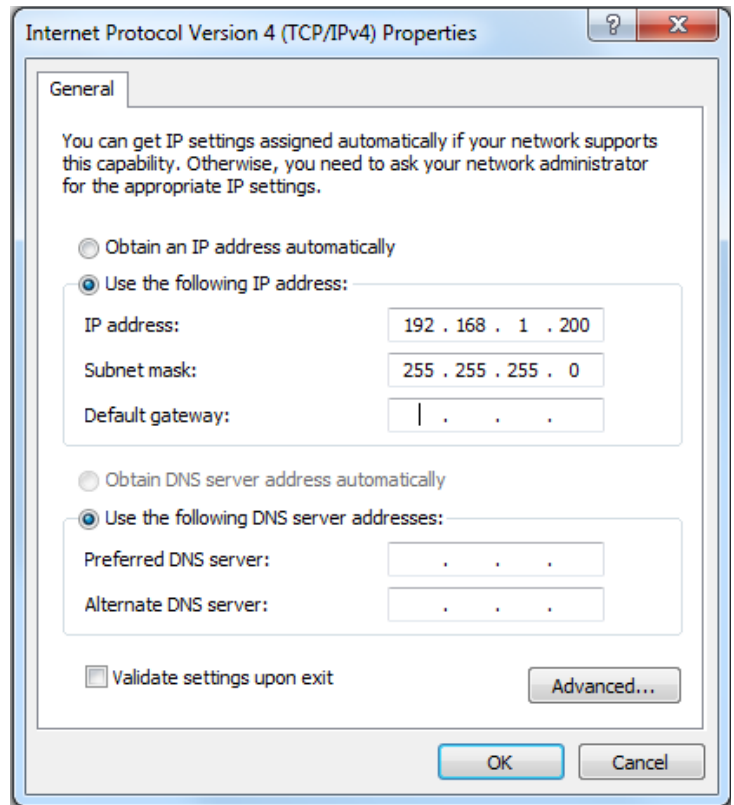 Internet Protocol Version 4 (TCP/IPv4) Properties
General
You can get IP settings assigned automatically if your network supports
this capability. Otherwise, you need to ask your network administrator
for the appropriate IP settings.
Obtain an IP address automatically
Use the following IP address:
IP address: 192 . 168 . 1 . 200
Subnet mask: 255 . 255 . 255 . 0
Default gateway: . . .
Obtain DNS server address automatically
Use the following DNS server addresses:
Preferred DNS server: . . .
Alternate DNS server: . . .
Validate settings upon exit
Advanced...
OK Cancel